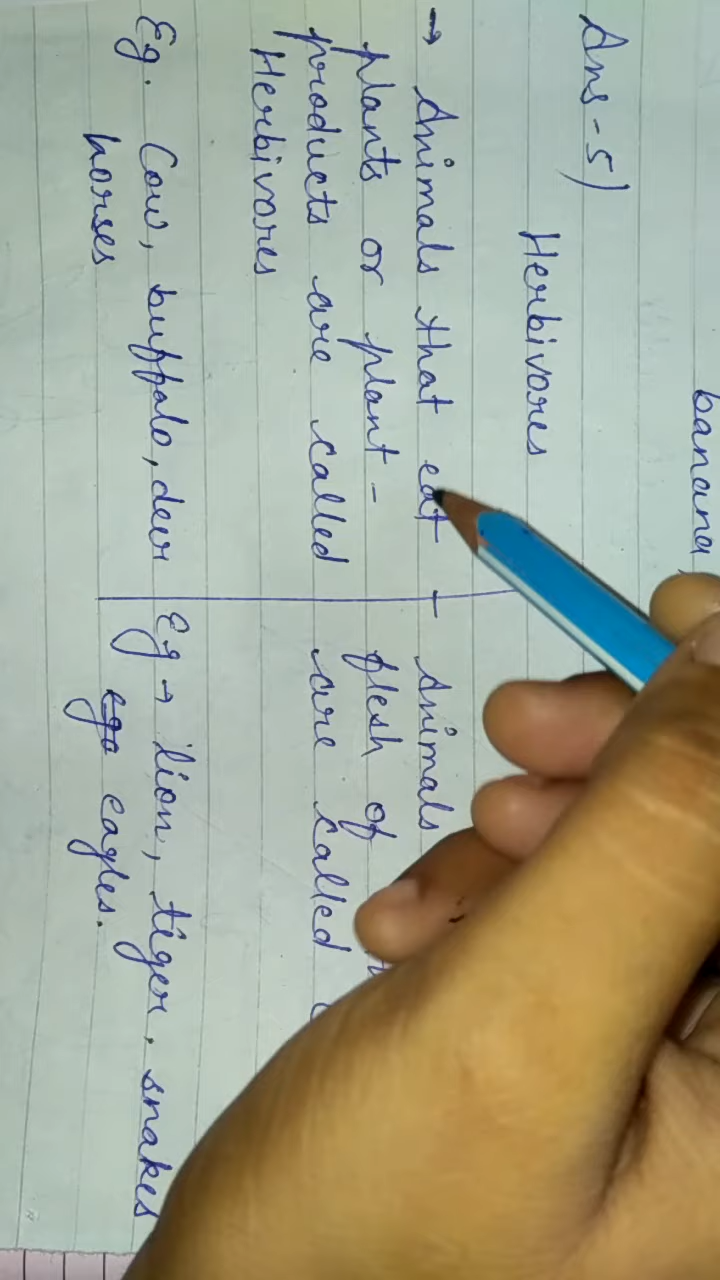 banana,
Ans-5)
Herbivores
→ Animals that eat
plants or plant-
products are called
Herbivores
Eg. Cow, buffalo, deer
horses
- Animals
flesh of
are called
Eg → lion, tiger, snakes
eagles.